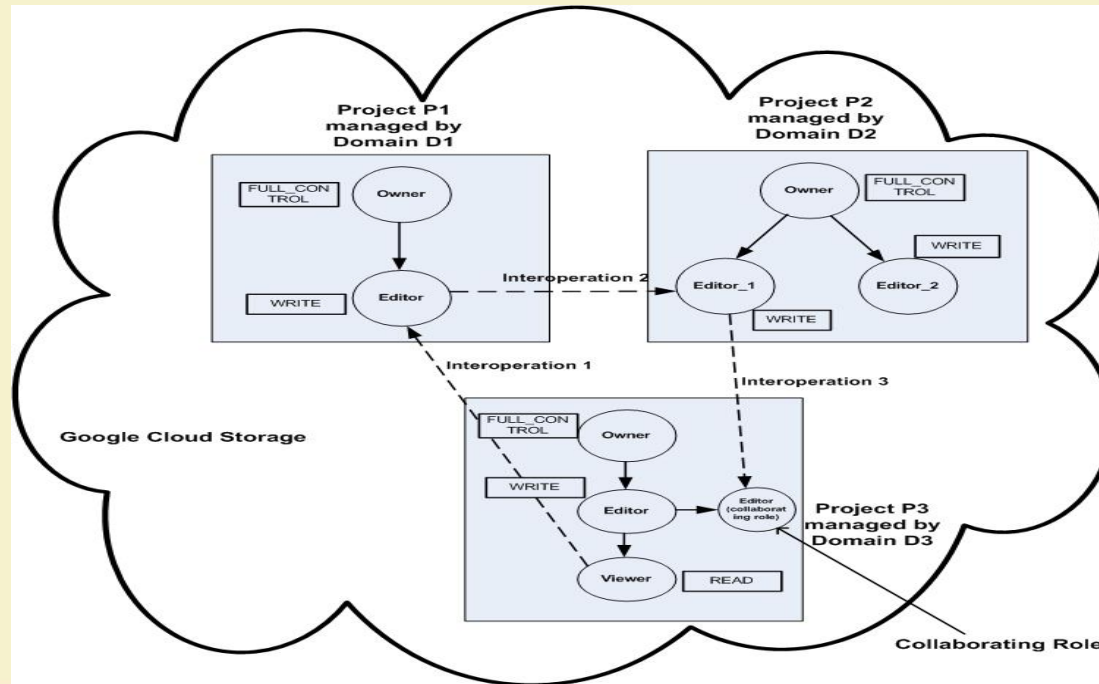 Project P1
managed by
Domain D1
Project P2
managed by
Domain D2
FULL_CON
TROL
Owner
Owner
FULL_CON
TROL
WRITE
Interoperation 2
WRITE
Editor
Editor_1
Editor_2
WRITE
Interoperation 1
Interoperation 3
FULL_CON
TROL
Owner
Google Cloud Storage
WRITE
Editor
Editor
(collaborat
ing role)
Project P3
managed by
Domain D3
Viewer
READ
Collaborating Role